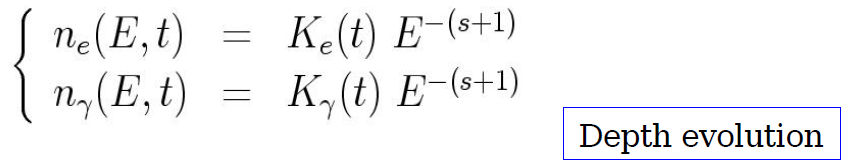 n_e(E, t) = K_e(t) E^{-(s+1)}
n_γ(E, t) = K_γ(t) E^{-(s+1)}
Depth evolution